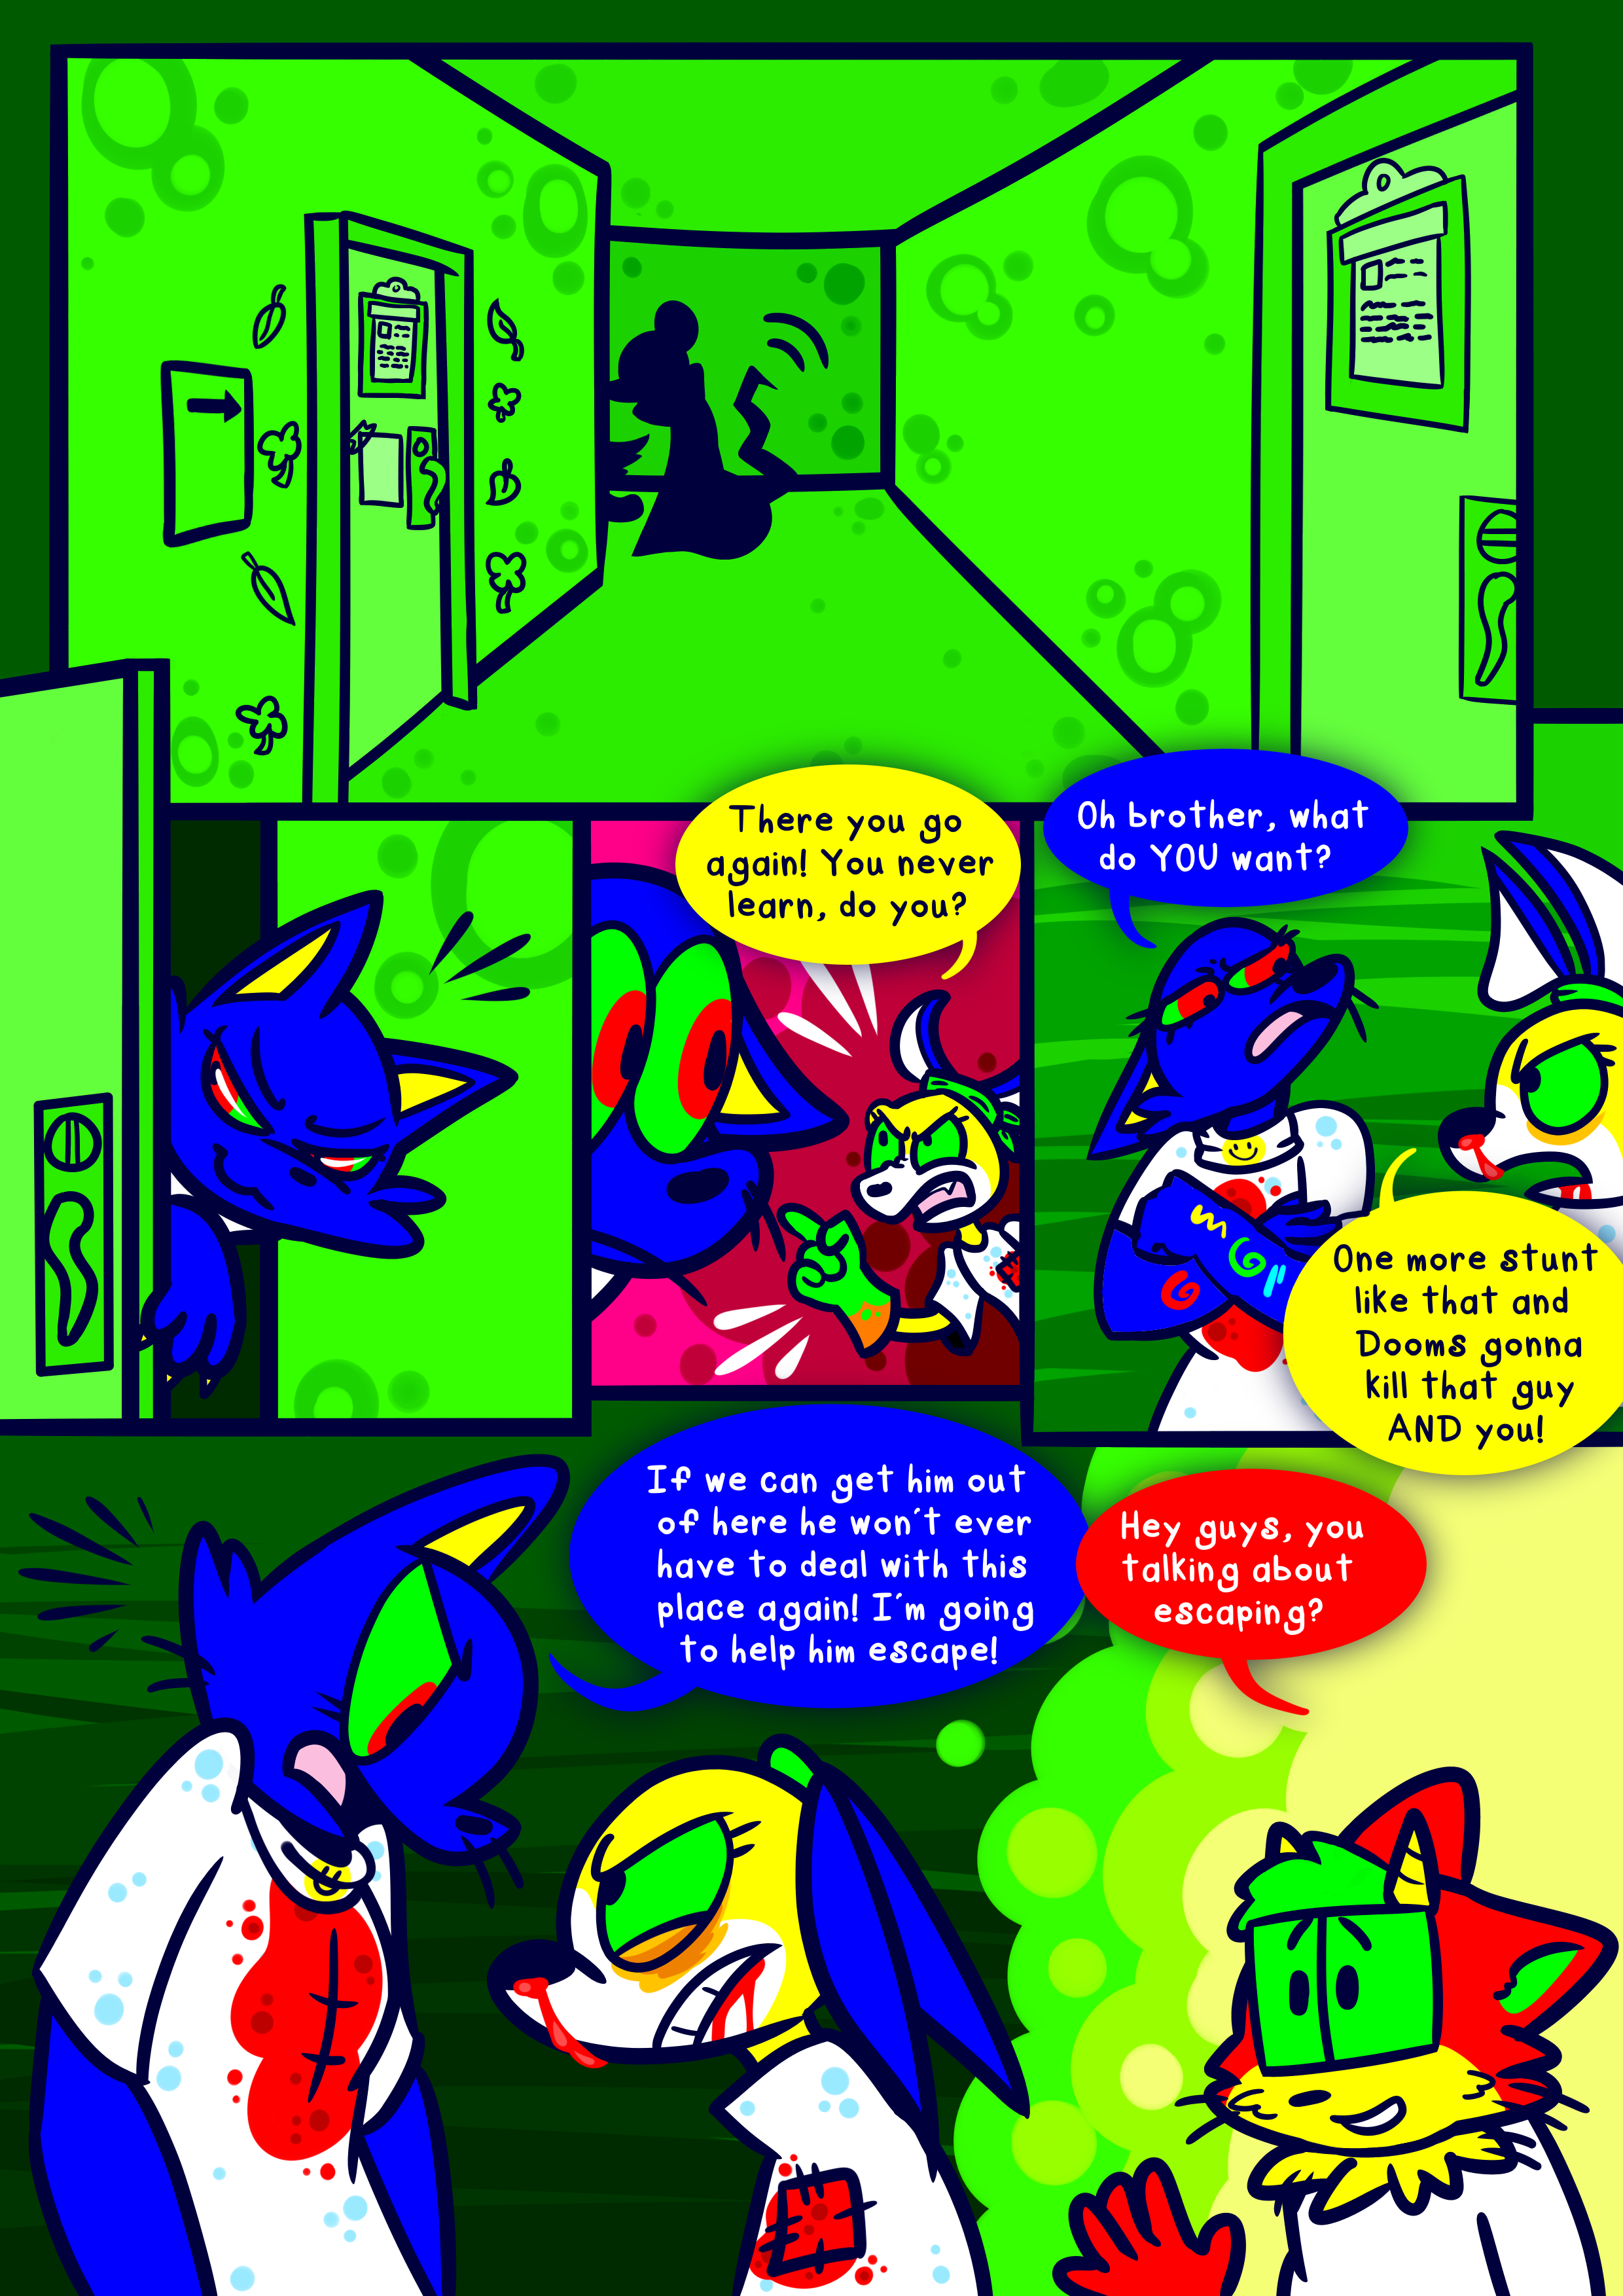 There you go
again! You never
learn, do you?
Oh brother, what
do YOU want?
One more stunt
like that and
Dooms gonna
kill that guy
AND you!
If we can get him out
of here he won't ever
have to deal with this
place again! I'm going
to help him escape!
Hey guys, you
talking about
escaping?